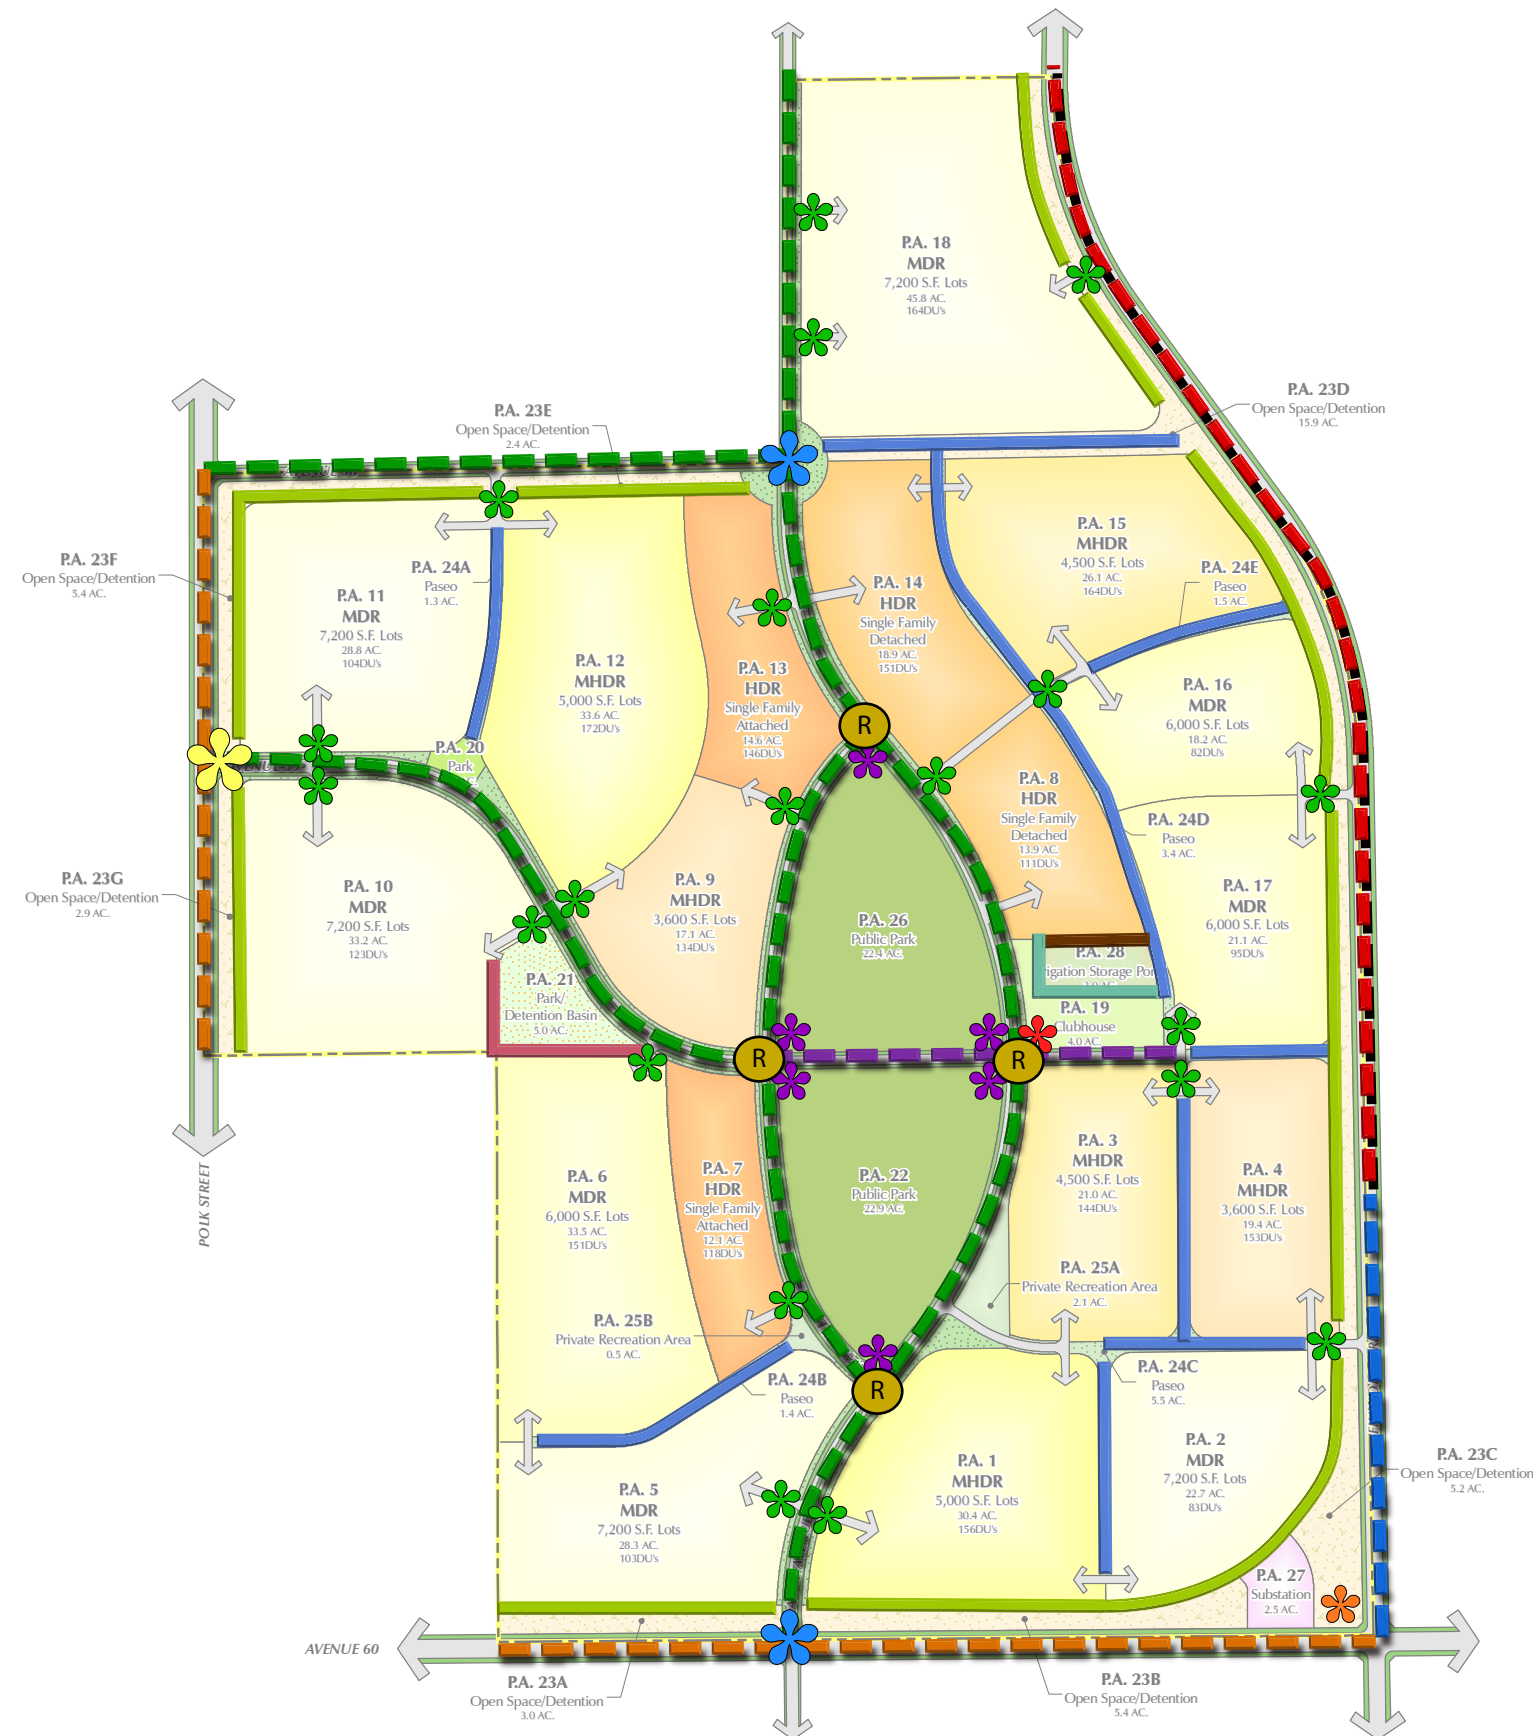 P.A. 18
MDR
7,200 S.F. Lots
45.8 AC.
164DU's
P.A. 23D
Open Space/Detention
15.9 AC.
P.A. 23E
Open Space/Detention
2.4 AC.
P.A. 23F
Open Space/Detention
5.4 AC.
P.A. 24A
Paseo
1.3 AC.
P.A. 11
MDR
7,200 S.F. Lots
28.8 AC.
104DU's
P.A. 12
MHDR
5,000 S.F. Lots
33.6 AC.
172DU's
P.A. 13
HDR
Single Family
Attached
14.6 AC.
146DU's
P.A. 14
HDR
Single Family
Detached
18.9 AC.
151DU's
P.A. 15
MHDR
4,500 S.F. Lots
26.1 AC.
164DU's
P.A. 24E
Paseo
1.5 AC.
P.A. 16
MDR
6,000 S.F. Lots
18.2 AC.
82DU's
R
P.A. 20
Park
P.A. 8
HDR
Single Family
Detached
13.9 AC.
111DU's
P.A. 24D
Paseo
3.4 AC.
P.A. 23G
Open Space/Detention
2.9 AC.
P.A. 10
MDR
7,200 S.F. Lots
33.2 AC.
123DU's
P.A. 9
MHDR
3,600 S.F. Lots
17.1 AC.
134DU's
P.A. 26
Public Park
22.4 AC.
P.A. 17
MDR
6,000 S.F. Lots
21.1 AC.
95DU's
P.A. 28
P.A. 21
Park/
Detention Basin
5.0 AC.
P.A. 19
Clubhouse
4.0 AC.
R
R
POLK STREET
P.A. 6
MDR
6,000 S.F. Lots
33.5 AC.
151DU's
P.A. 7
HDR
Single Family
Attached
12.1 AC.
118DU's
P.A. 22
Public Park
22.9 AC.
P.A. 3
MHDR
4,500 S.F. Lots
21.0 AC.
144DU's
P.A. 4
MHDR
3,600 S.F. Lots
19.4 AC.
153DU's
P.A. 25A
Private Recreation Area
2.1 AC.
P.A. 25B
Private Recreation Area
0.5 AC.
P.A. 24B
Paseo
1.4 AC.
R
P.A. 24C
Paseo
5.5 AC.
P.A. 5
MDR
7,200 S.F. Lots
28.3 AC.
103DU's
P.A. 1
MHDR
5,000 S.F. Lots
30.4 AC.
156DU's
P.A. 2
MDR
7,200 S.F. Lots
22.7 AC.
83DU's
P.A. 23C
Open Space/Detention
5.2 AC.
P.A. 27
Substation
2.5 AC.
AVENUE 60
P.A. 23A
Open Space/Detention
3.0 AC.
P.A. 23B
Open Space/Detention
5.4 AC.